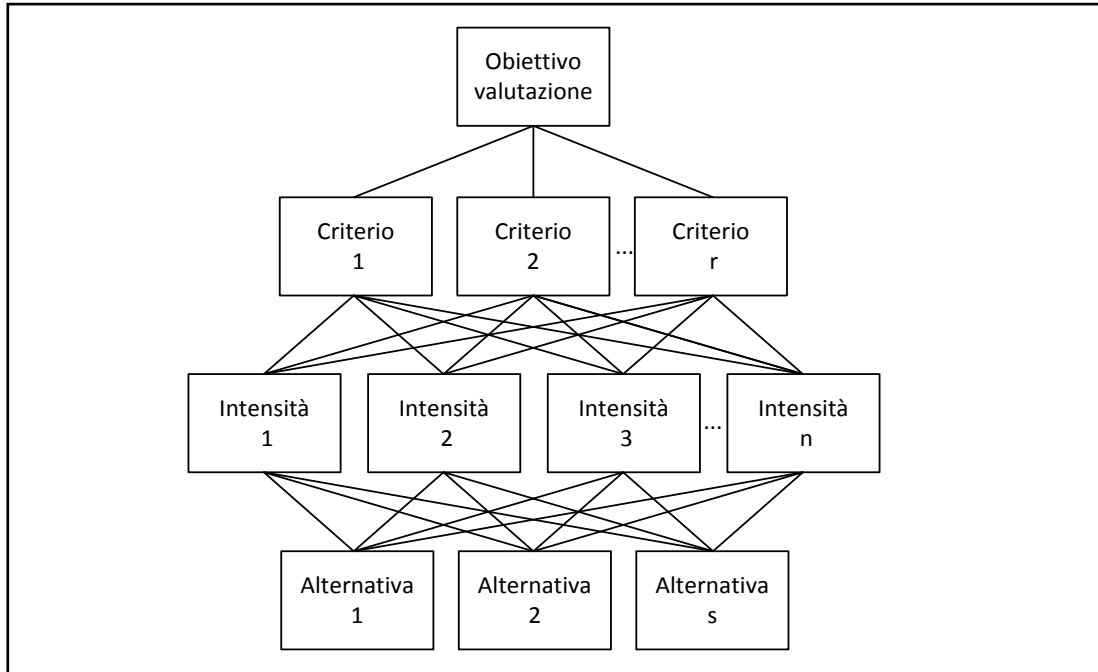 Obiettivo
valutazione
Criterio
1
Criterio
2
...
Criterio
r
Intensità
1
Intensità
2
Intensità
3
...
Intensità
n
Alternativa
1
Alternativa
2
Alternativa
s